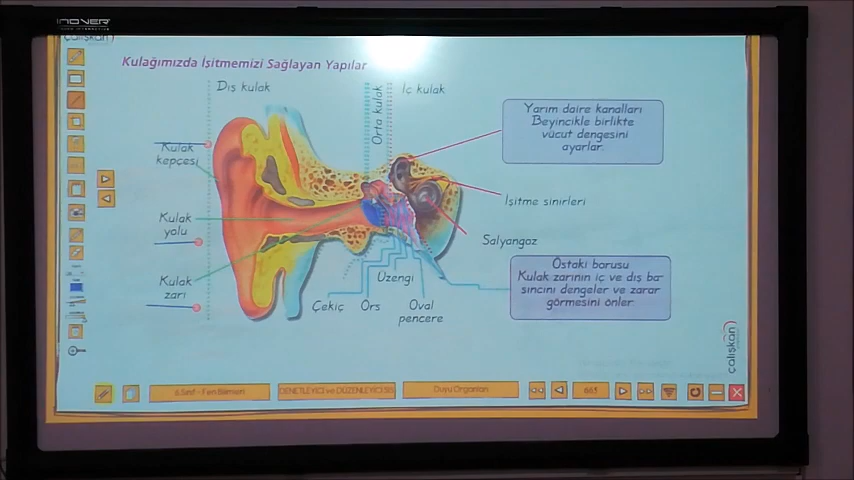 INOVER
çalışkan
Kulağımızda İsitmemizi Sağlayan Yapılar
Dış kulak
Orta kulak
İç kulak
Yarım daire kanalları
Beyincikle birlikte
vücut dengesini
ayarlar.
Kulak
kepçesi
İşitme sinirleri
Kulak
yolu
Salyangoz
Kulak
zarı
Östaki borusu
Kulak zarının iç ve dış ba-
sıncını dengeler ve zarar
görmesini önler.
Üzengi
Çekiç
Örs
Oval
pencere
çalışkan
6.Sınıf - Fen Bilimleri
DENETLEYİCİ ve DÜZENLEYİCİ SİS
Duyu Organları